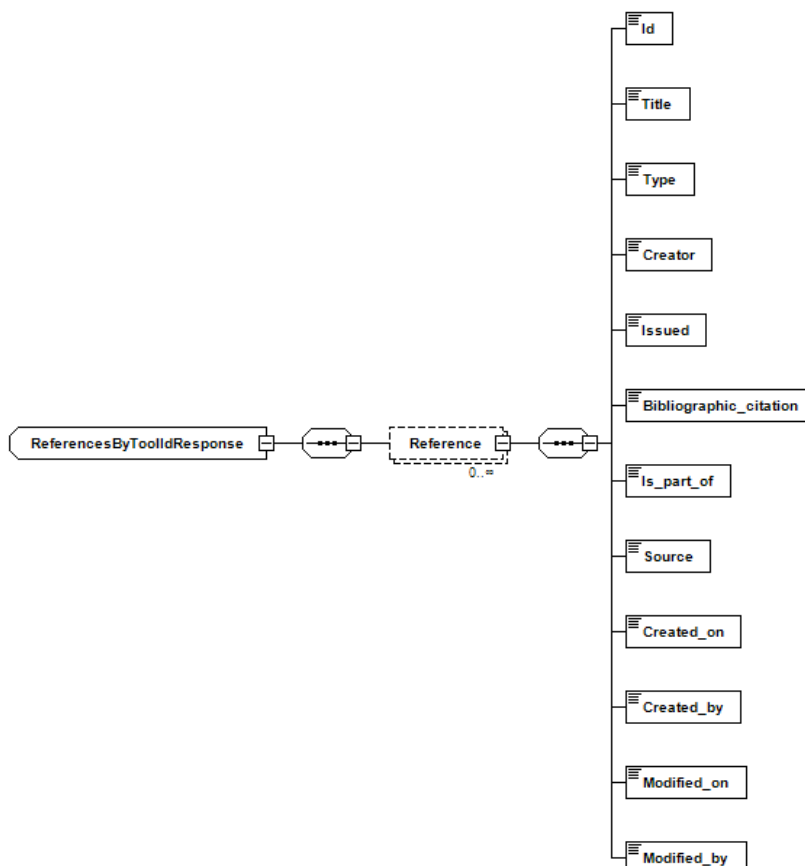 Id
Title
Type
Creator
Issued
Bibliographic_citation
ReferencesByToolIdResponse
Reference
0..∞
Is_part_of
Source
Created_on
Created_by
Modified_on
Modified_by